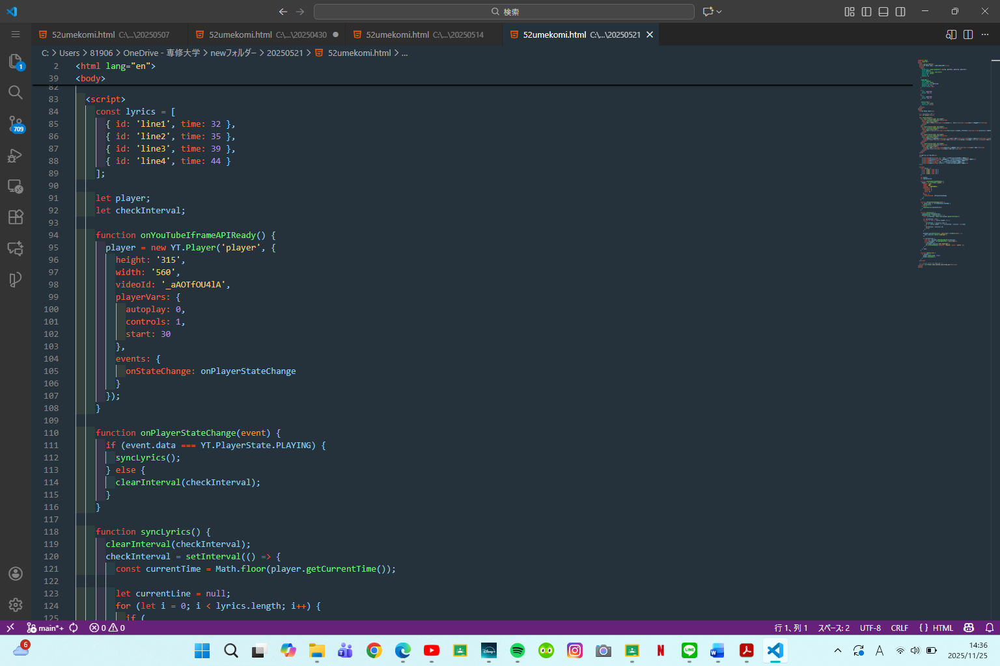 検索
52umekomi.html C:\...\20250507
52umekomi.html C:\...\20250430
52umekomi.html C:\...\20250514
52umekomi.html C:\...\20250521
C: > Users > 81906 > OneDrive - 専修大学 > newフォルダー > 20250521 > 52umekomi.html > ...
2 <html lang="en">
39 <body>
82
83 <script>
84 const lyrics = [
85 { id: 'line1', time: 32 },
86 { id: 'line2', time: 35 },
87 { id: 'line3', time: 39 },
88 { id: 'line4', time: 44 }
89 ];
90
91 let player;
92 let checkInterval;
93
94 function onYouTubeIframeAPIReady() {
95 player = new YT.Player('player', {
96 height: '315',
97 width: '560',
98 videoId: '_aAOTfOU4lA',
99 playerVars: {
100 autoplay: 0,
101 controls: 1,
102 start: 30
103 },
104 events: {
105 onStateChange: onPlayerStateChange
106 }
107 });
108 }
109
110 function onPlayerStateChange(event) {
111 if (event.data === YT.PlayerState.PLAYING) {
112 syncLyrics();
113 } else {
114 clearInterval(checkInterval);
115 }
116 }
117
118 function syncLyrics() {
119 clearInterval(checkInterval);
120 checkInterval = setInterval(() => {
121 const currentTime = Math.floor(player.getCurrentTime());
122
123 let currentLine = null;
124 for (let i = 0; i < lyrics.length; i++) {
125 if (
1
709
main*+ 0 0 行 1、列 1 スペース: 2 UTF-8 CRLF { } HTML
6
Disney+
N
LINE
A
14:36
2025/11/25